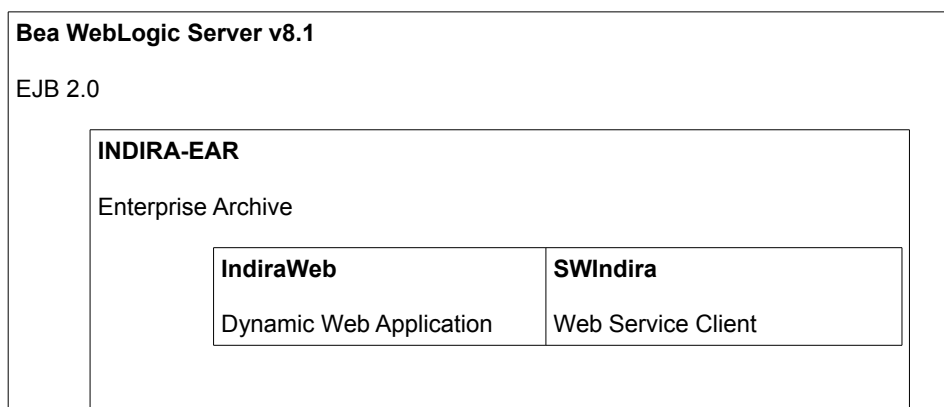 Bea WebLogic Server v8.1
EJB 2.0
INDIRA-EAR
Enterprise Archive
IndiraWeb
SWIndira
Dynamic Web Application
Web Service Client